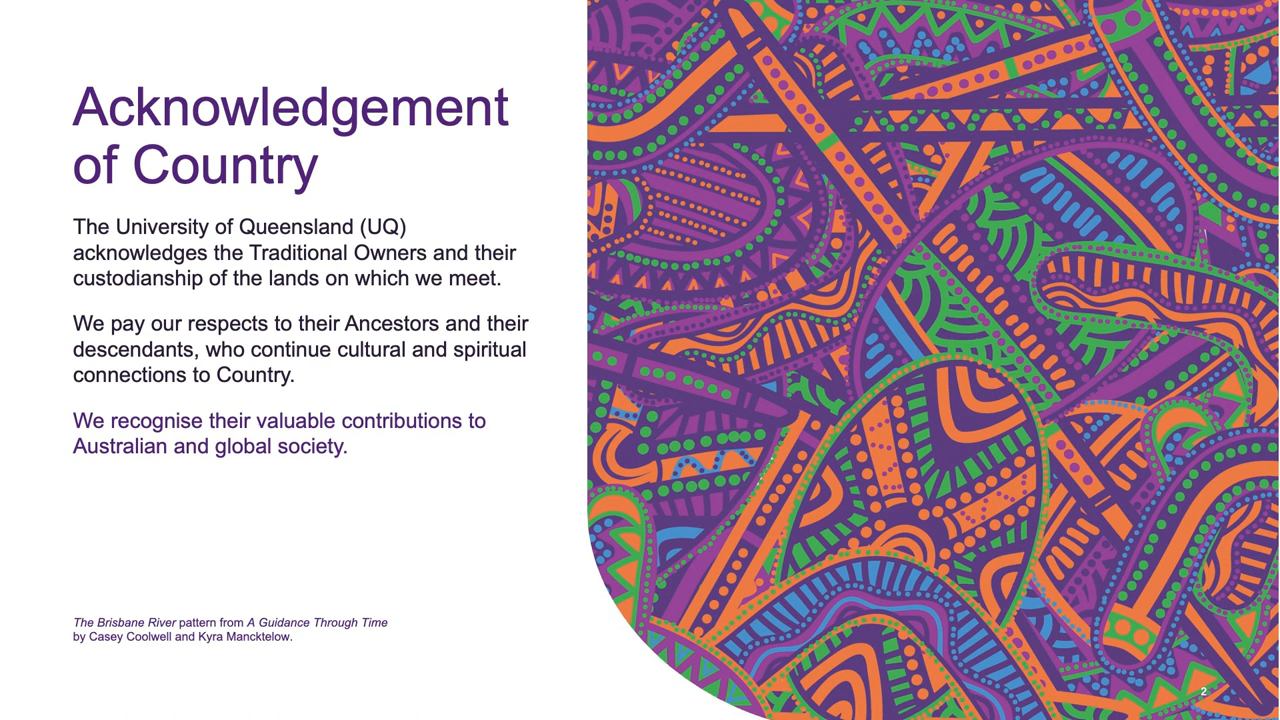 Acknowledgement
of Country
The University of Queensland (UQ)
acknowledges the Traditional Owners and their
custodianship of the lands on which we meet.
We pay our respects to their Ancestors and their
descendants, who continue cultural and spiritual
connections to Country.
We recognise their valuable contributions to
Australian and global society.
The Brisbane River pattern from A Guidance Through Time
by Casey Coolwell and Kyra Mancktelow.
2